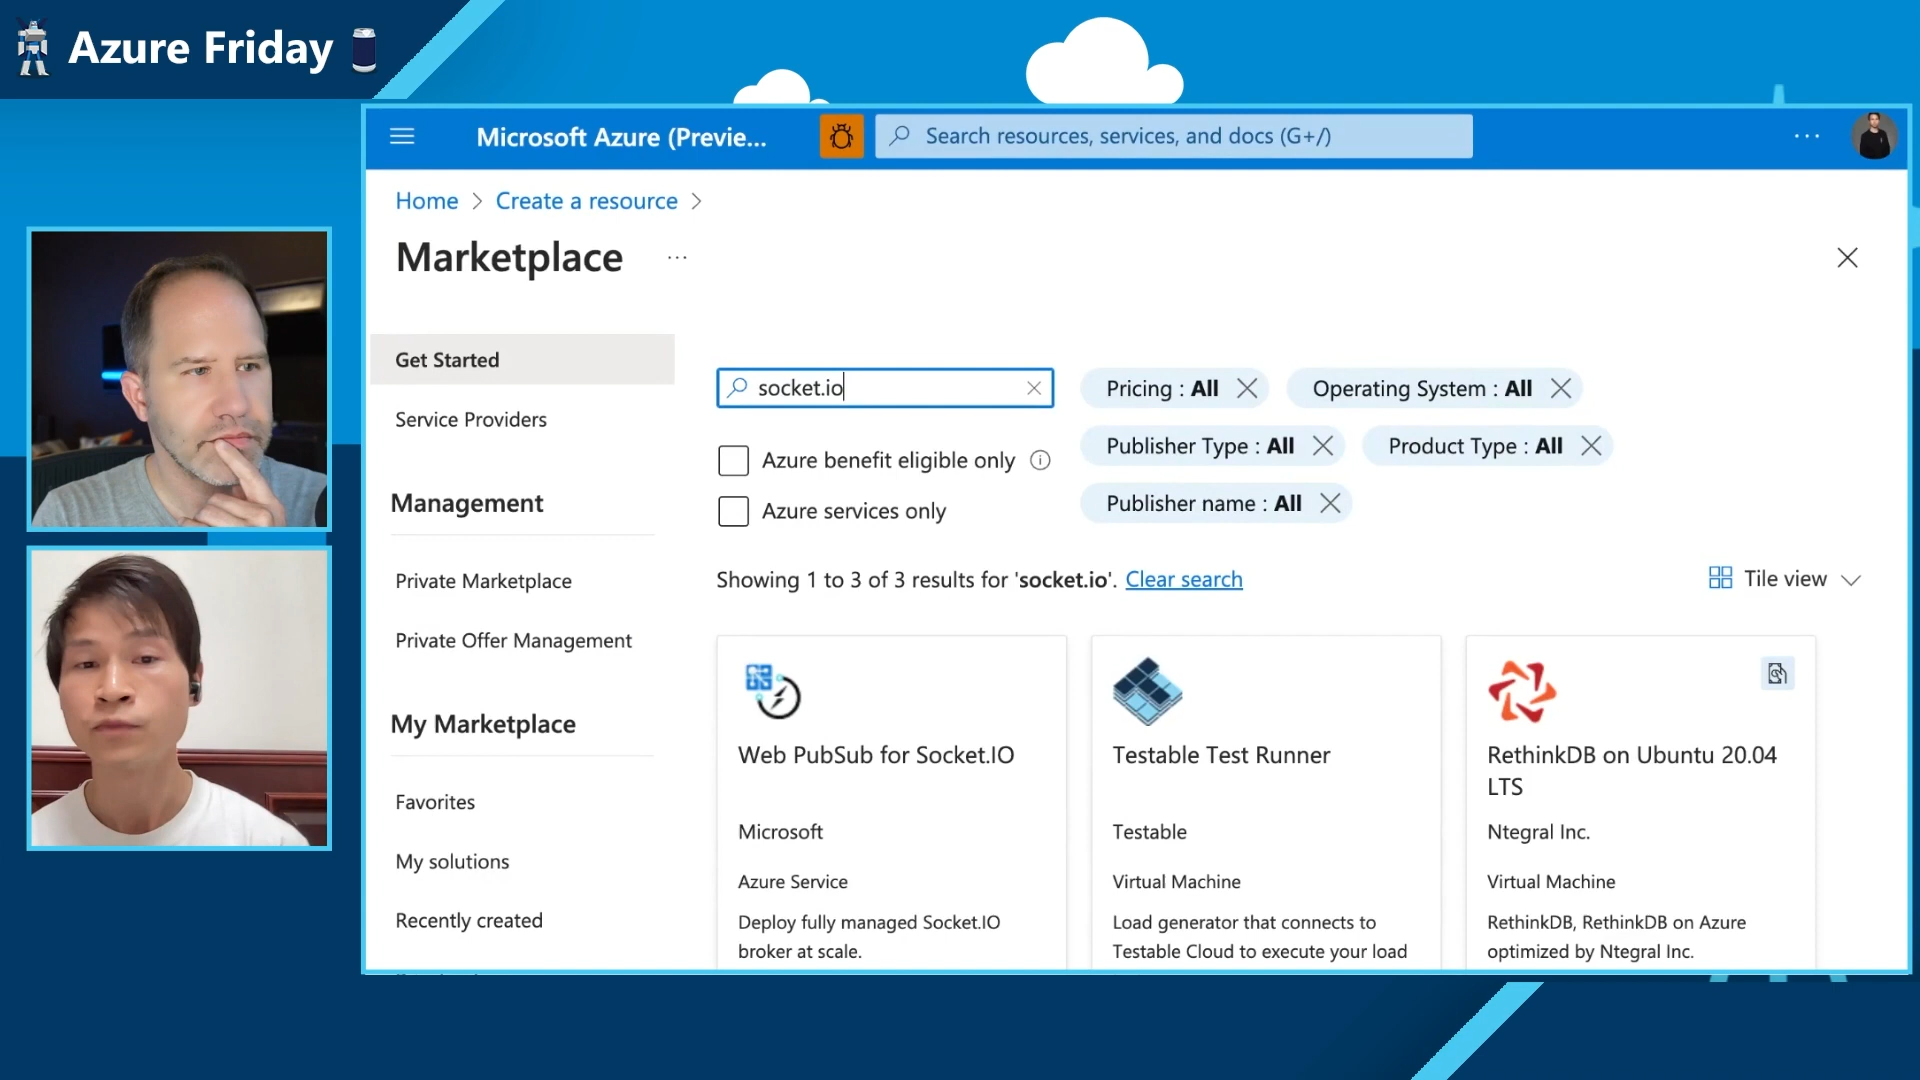 Azure Friday
Microsoft Azure (Previe...
Search resources, services, and docs (G+/)
Home > Create a resource >
Marketplace ...
Get Started
Service Providers
Management
Private Marketplace
Private Offer Management
My Marketplace
Favorites
My solutions
Recently created
socket.io
Azure benefit eligible only
Azure services only
Pricing : All
Operating System : All
Publisher Type : All
Product Type : All
Publisher name : All
Showing 1 to 3 of 3 results for 'socket.io'. Clear search
Tile view
Web PubSub for Socket.IO
Microsoft
Azure Service
Deploy fully managed Socket.IO
broker at scale.
Testable Test Runner
Testable
Virtual Machine
Load generator that connects to
Testable Cloud to execute your load
RethinkDB on Ubuntu 20.04
LTS
Ntegral Inc.
Virtual Machine
RethinkDB, RethinkDB on Azure
optimized by Ntegral Inc.